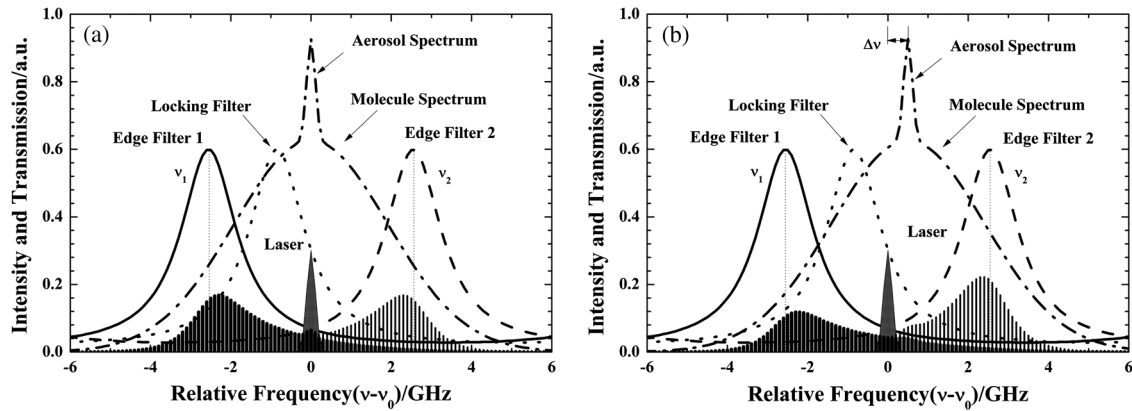 (a)
Aerosol Spectrum
Locking Filter
Molecule Spectrum
Edge Filter 1
Edge Filter 2
ν1
ν2
Laser
Intensity and Transmission/a.u.
1.0
0.8
0.6
0.4
0.2
0.0
-6 -4 -2 0 2 4 6
Relative Frequency(ν-ν0)/GHz
(b)
Δν
Aerosol Spectrum
Locking Filter
Molecule Spectrum
Edge Filter 1
Edge Filter 2
ν1
ν2
Laser
Intensity and Transmission/a.u.
1.0
0.8
0.6
0.4
0.2
0.0
-6 -4 -2 0 2 4 6
Relative Frequency(ν-ν0)/GHz